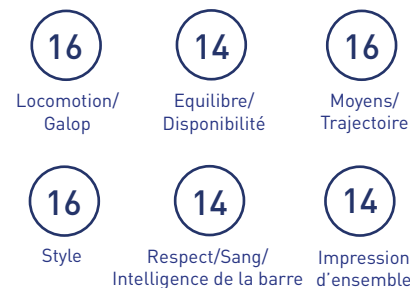 16 14 16
Locomotion/ Equilibre/ Moyens/
Galop Disponibilité Trajectoire
16 14 14
Style Respect/Sang/ Impression
Intelligence de la barre d'ensemble